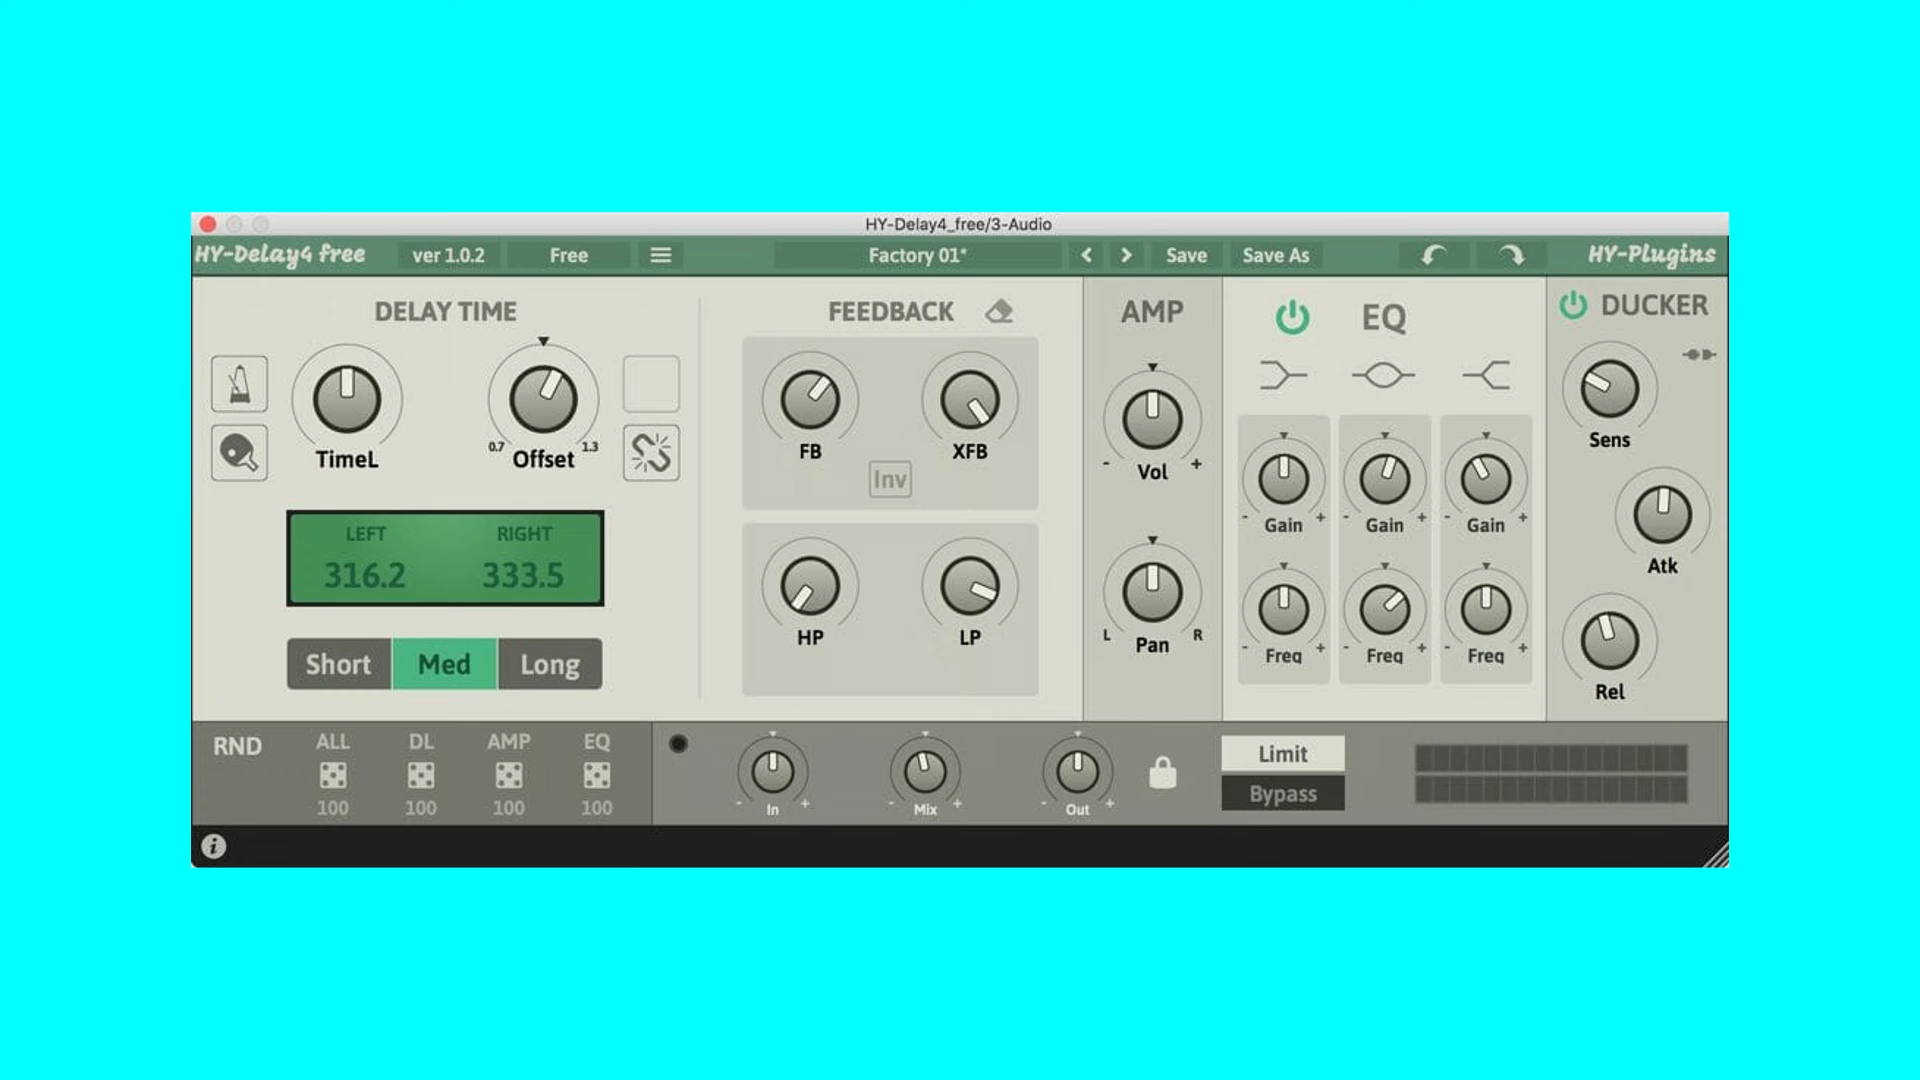 HY-Delay4_free/3-Audio
HY-Delay4 free ver 1.0.2 Free Factory 01* < > Save Save As HY-Plugins
DELAY TIME
TimeL
0.7 Offset 1.3
LEFT RIGHT
316.2 333.5
Short Med Long
FEEDBACK
FB XFB
Inv
HP LP
AMP
- Vol +
L Pan R
EQ
- Gain + - Gain + - Gain +
- Freq + - Freq + - Freq +
DUCKER
Sens
Atk
Rel
RND ALL DL AMP EQ
100 100 100 100
- In + - Mix + - Out +
Limit
Bypass
i